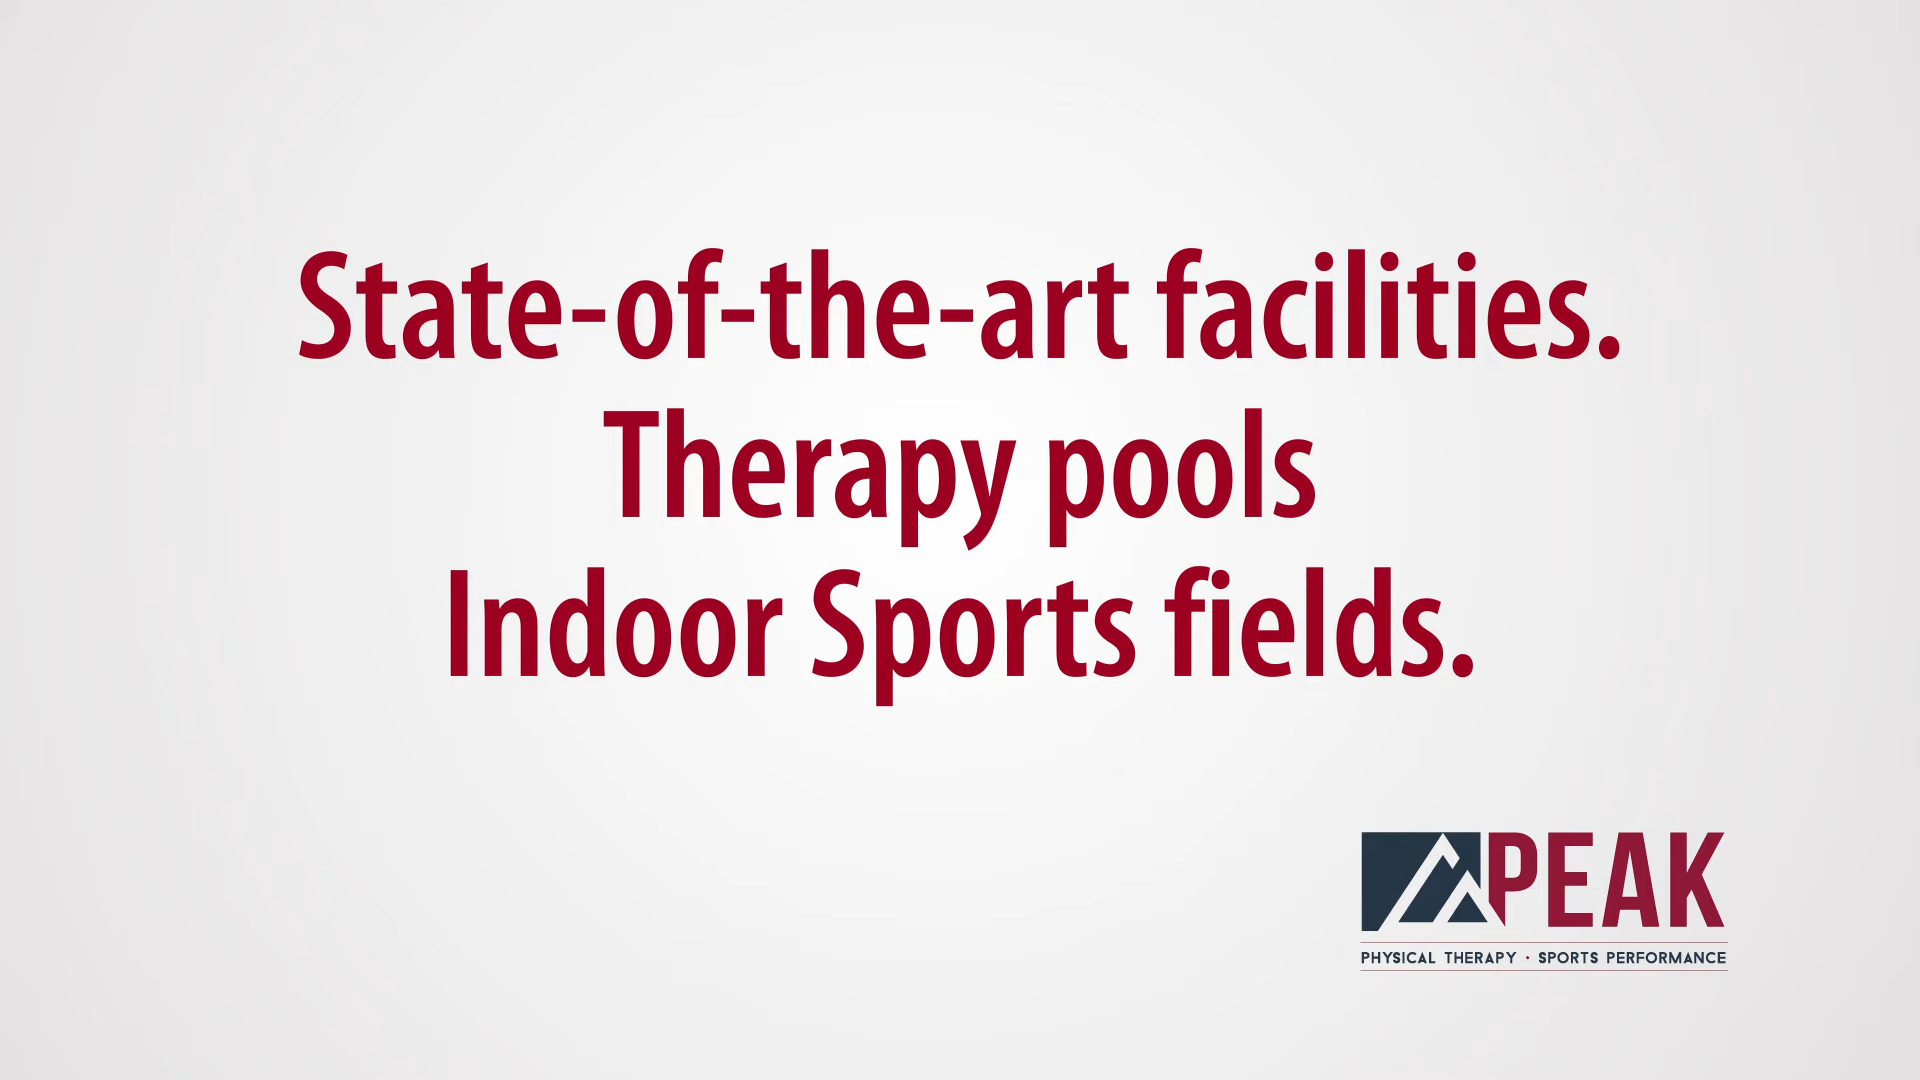 State-of-the-art facilities.
Therapy pools
Indoor Sports fields.
PEAK
PHYSICAL THERAPY • SPORTS PERFORMANCE